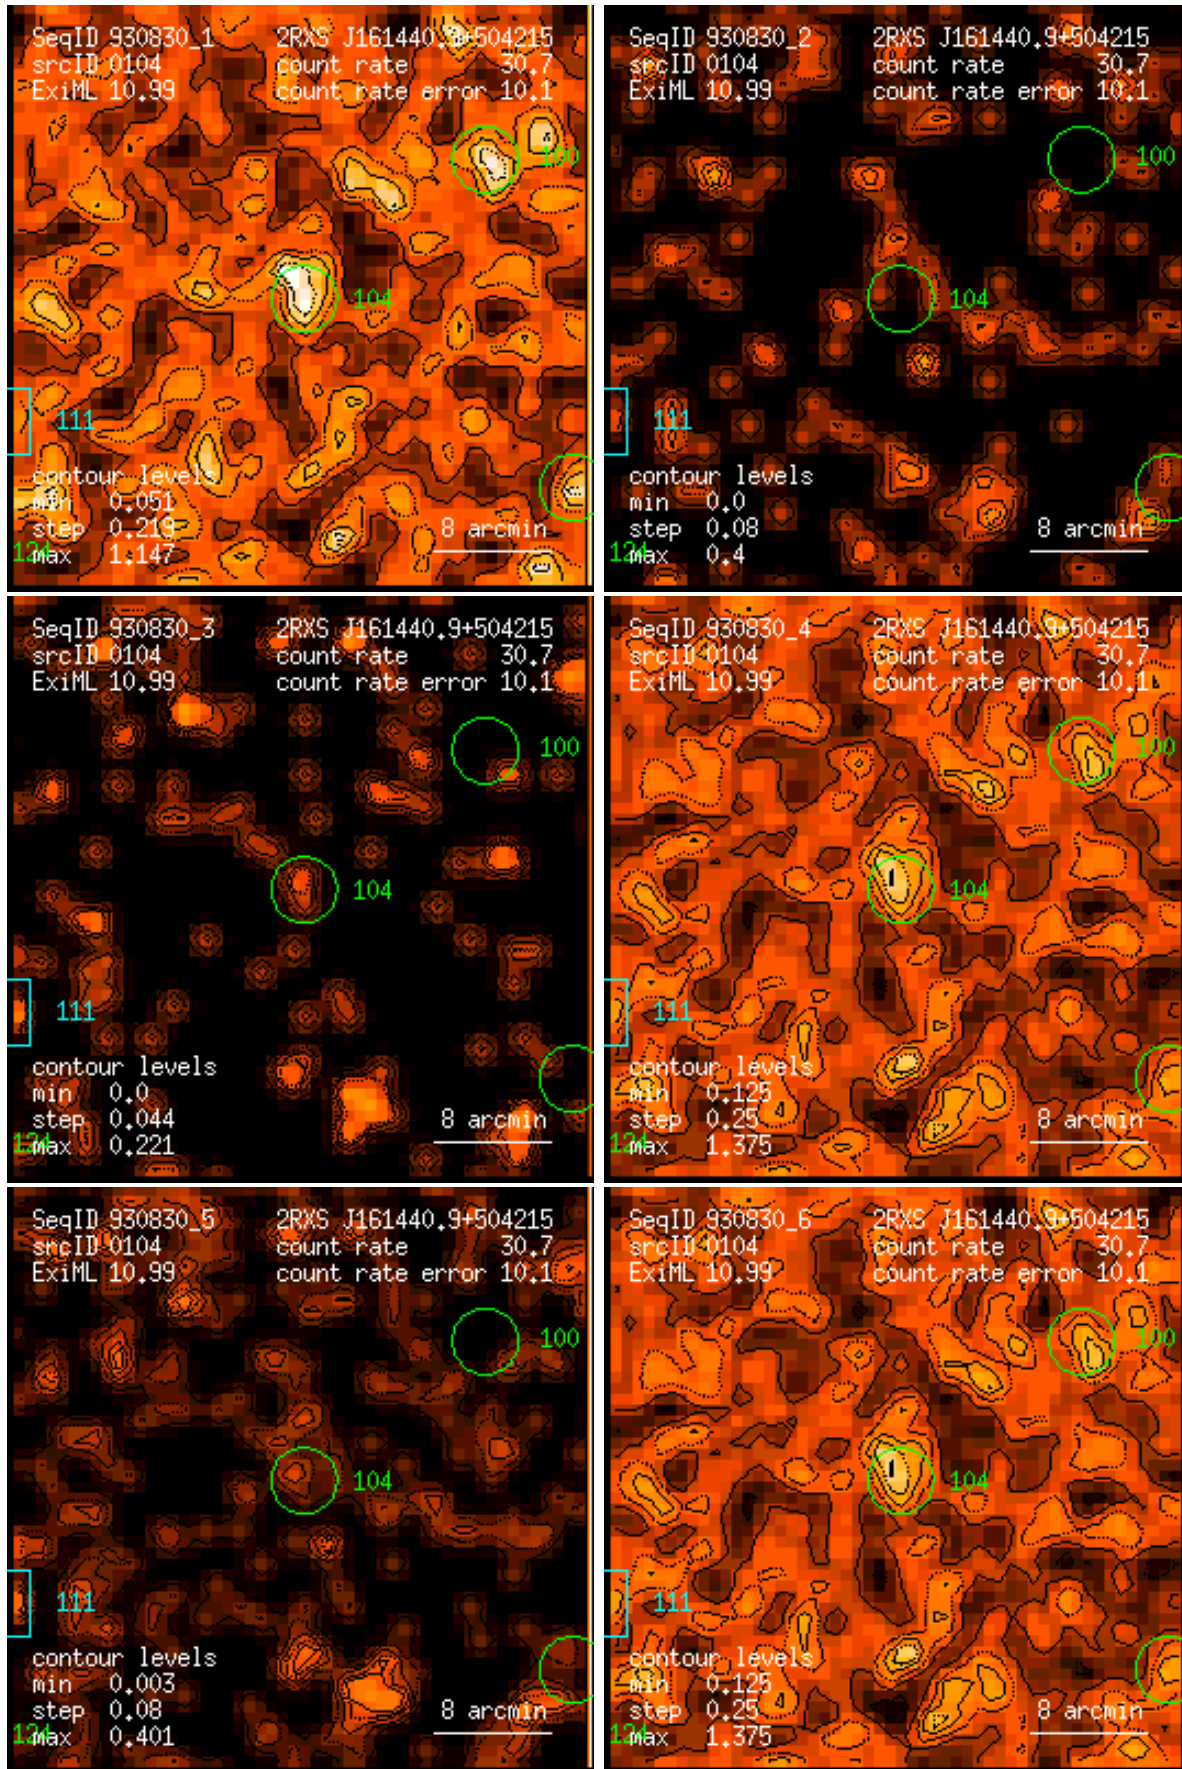 SeqID 930830_1 2RXS J161440.9+504215
srcID 0104 count rate 30.7
ExiML 10.99 count rate error 10.1
100
104
111
contour levels
min 0.051
step 0.219 8 arcmin
124 max 1.147
SeqID 930830_2 2RXS J161440.9+504215
srcID 0104 count rate 30.7
ExiML 10.99 count rate error 10.1
100
104
111
contour levels
min 0.0
step 0.08 8 arcmin
124 max 0.4
SeqID 930830_3 2RXS J161440.9+504215
srcID 0104 count rate 30.7
ExiML 10.99 count rate error 10.1
100
104
111
contour levels
min 0.0
step 0.044 8 arcmin
124 max 0.221
SeqID 930830_4 2RXS J161440.9+504215
srcID 0104 count rate 30.7
ExiML 10.99 count rate error 10.1
100
104
111
contour levels
min 0.125
step 0.25 8 arcmin
124 max 1.375
SeqID 930830_5 2RXS J161440.9+504215
srcID 0104 count rate 30.7
ExiML 10.99 count rate error 10.1
100
104
111
contour levels
min 0.003
step 0.08 8 arcmin
124 max 0.401
SeqID 930830_6 2RXS J161440.9+504215
srcID 0104 count rate 30.7
ExiML 10.99 count rate error 10.1
100
104
111
contour levels
min 0.125
step 0.25 8 arcmin
124 max 1.375